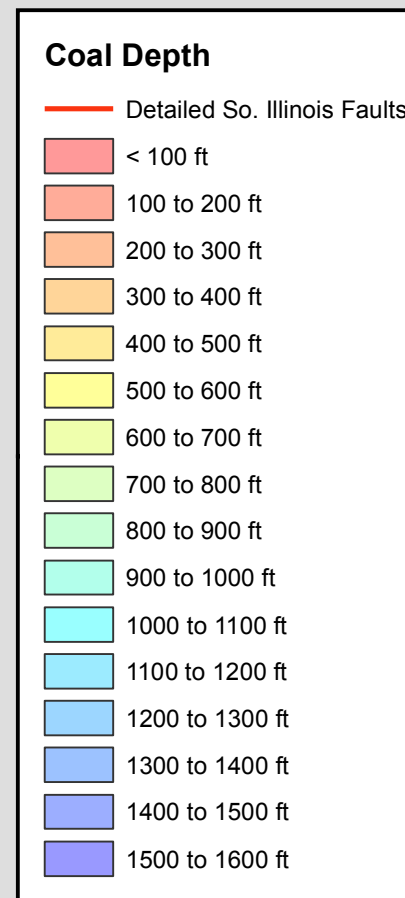 Coal Depth
Detailed So. Illinois Faults
< 100 ft
100 to 200 ft
200 to 300 ft
300 to 400 ft
400 to 500 ft
500 to 600 ft
600 to 700 ft
700 to 800 ft
800 to 900 ft
900 to 1000 ft
1000 to 1100 ft
1100 to 1200 ft
1200 to 1300 ft
1300 to 1400 ft
1400 to 1500 ft
1500 to 1600 ft